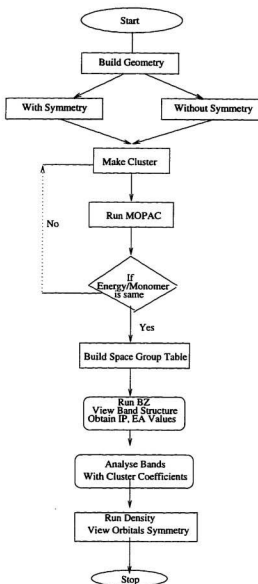 Start
Build Geometry
With Symmetry
Without Symmetry
Make Cluster
No
Run MOPAC
If
Energy/Monomer
is same
Yes
Build Space Group Table
Run BZ
View Band Structure
Obtain IP, EA Values
Analyse Bands
With Cluster Coefficients
Run Density
View Orbitals Symmetry
Stop